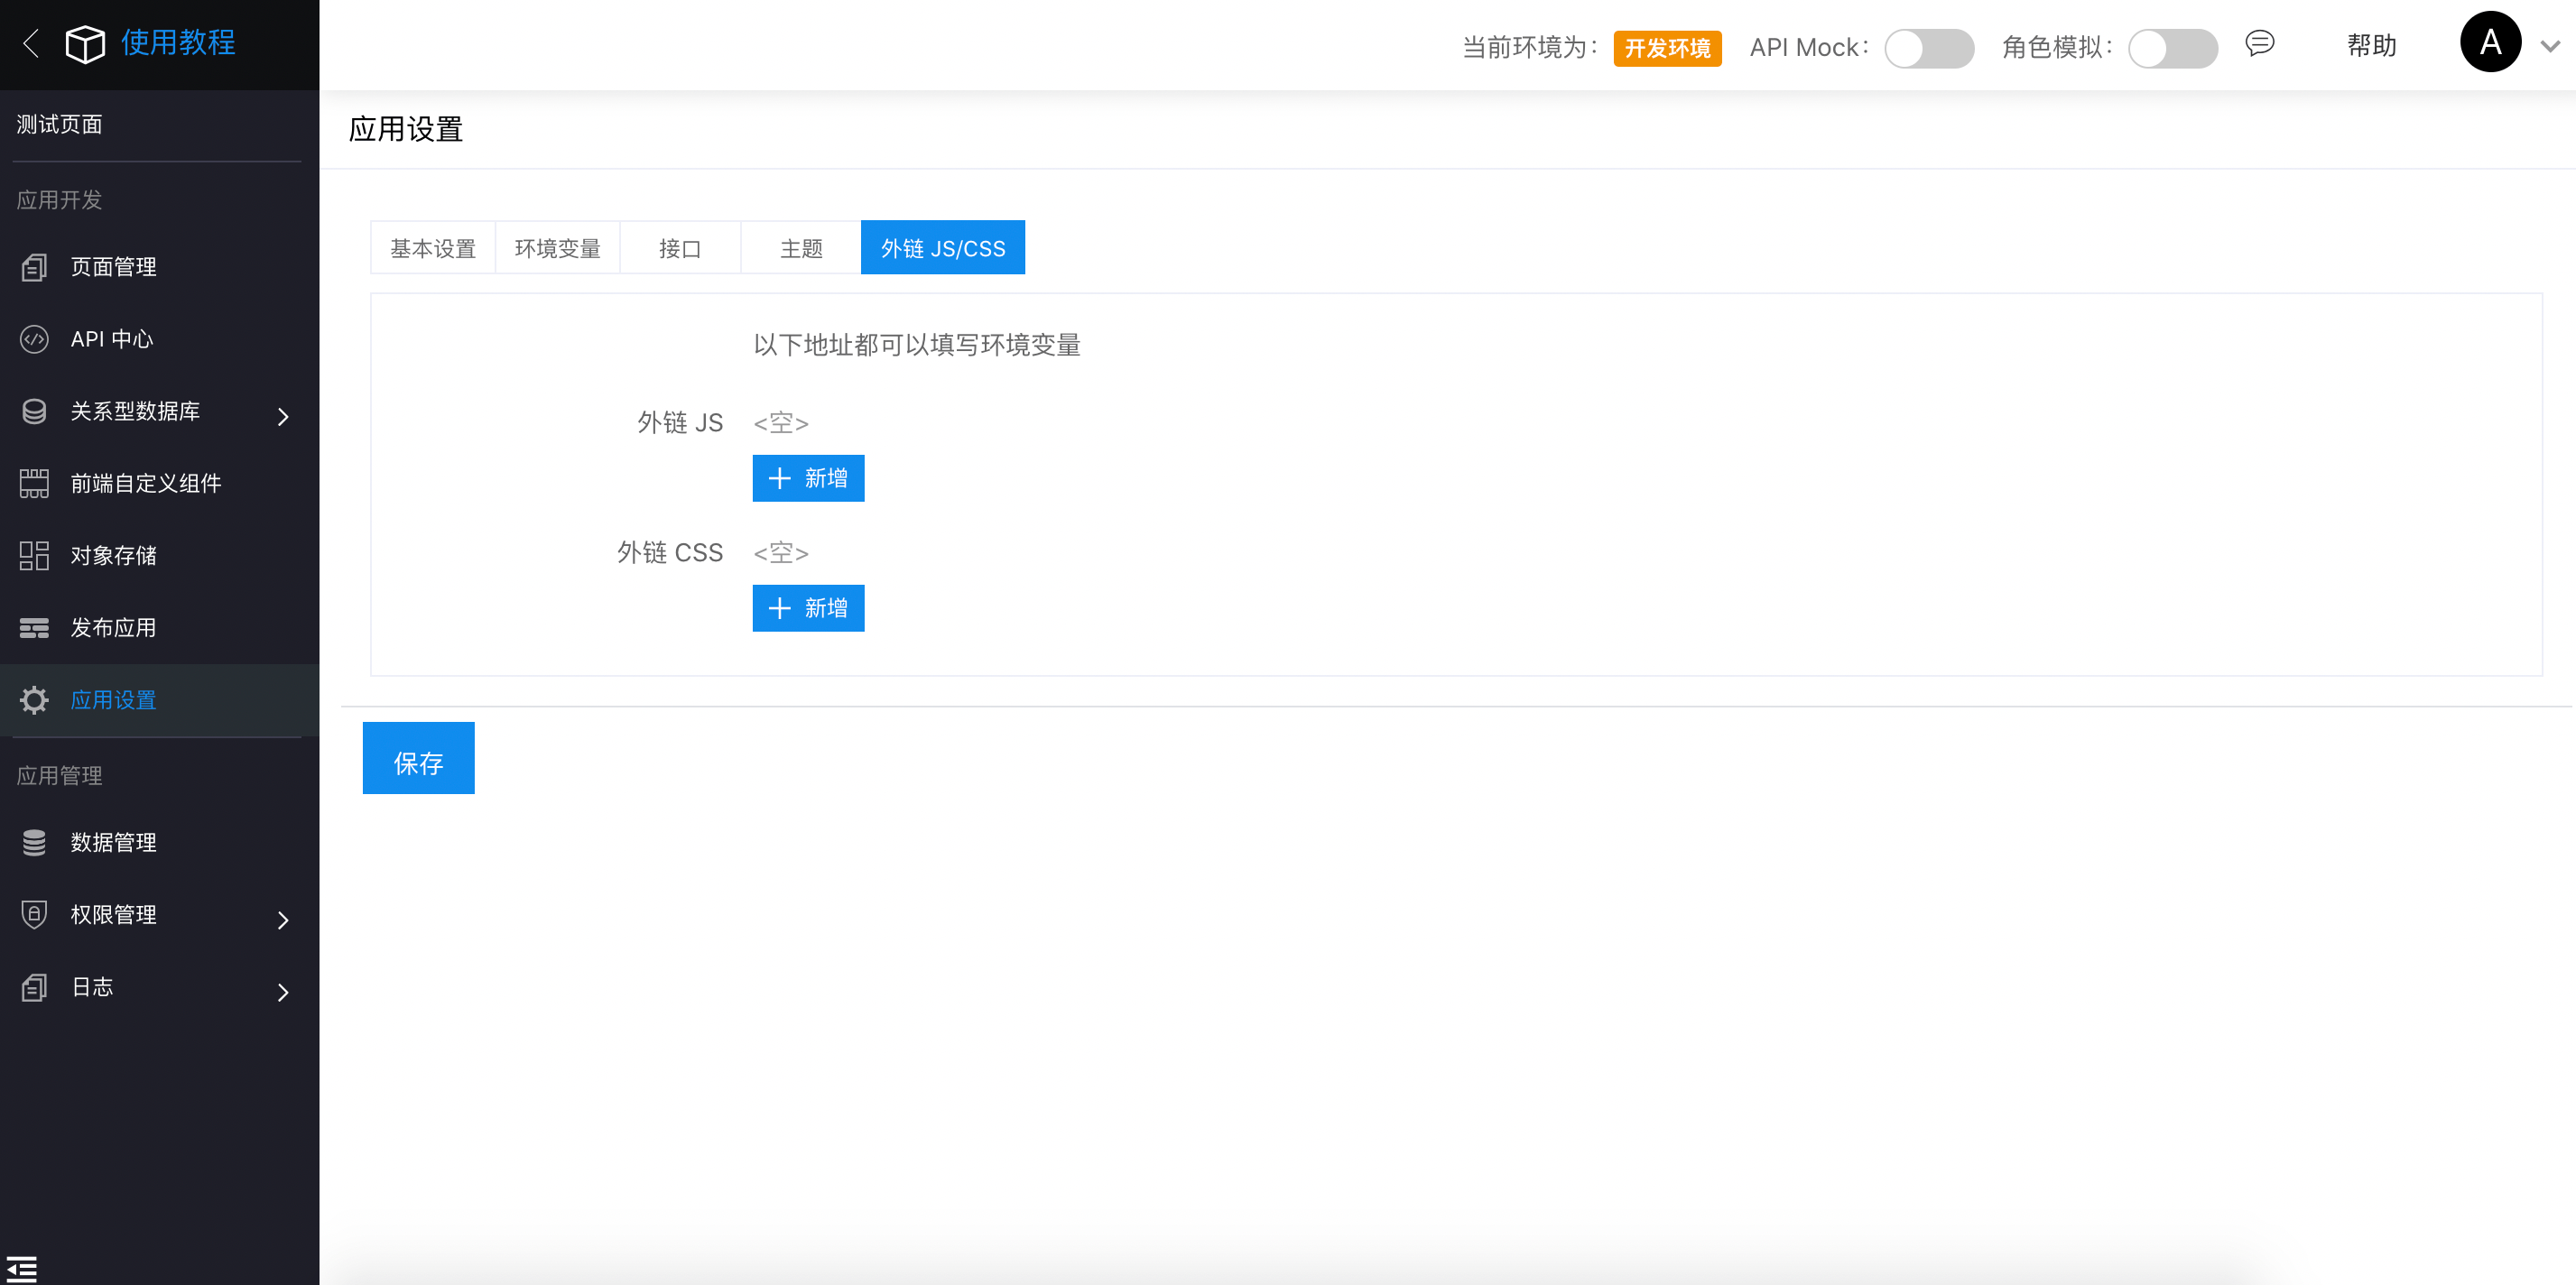 使用教程
当前环境为： 开发环境 API Mock： 角色模拟： 帮助 A
测试页面
应用开发
页面管理
API 中心
关系型数据库
前端自定义组件
对象存储
发布应用
应用设置
应用管理
数据管理
权限管理
日志
应用设置
基本设置 环境变量 接口 主题 外链 JS/CSS
以下地址都可以填写环境变量
外链 JS <空>
新增
外链 CSS <空>
新增
保存